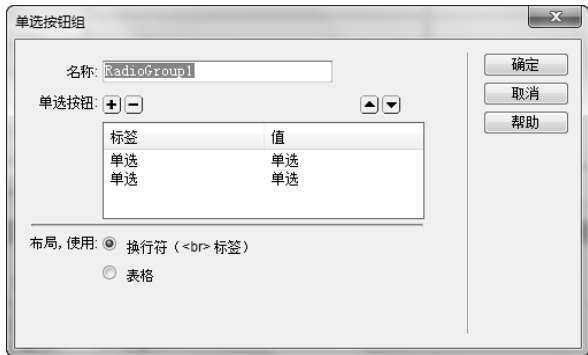 单选按钮组
名称: RadioGroup1
确定
单选按钮:
取消
帮助
标签 值
单选 单选
单选 单选
布局,使用: 换行符 (<br> 标签)
表格